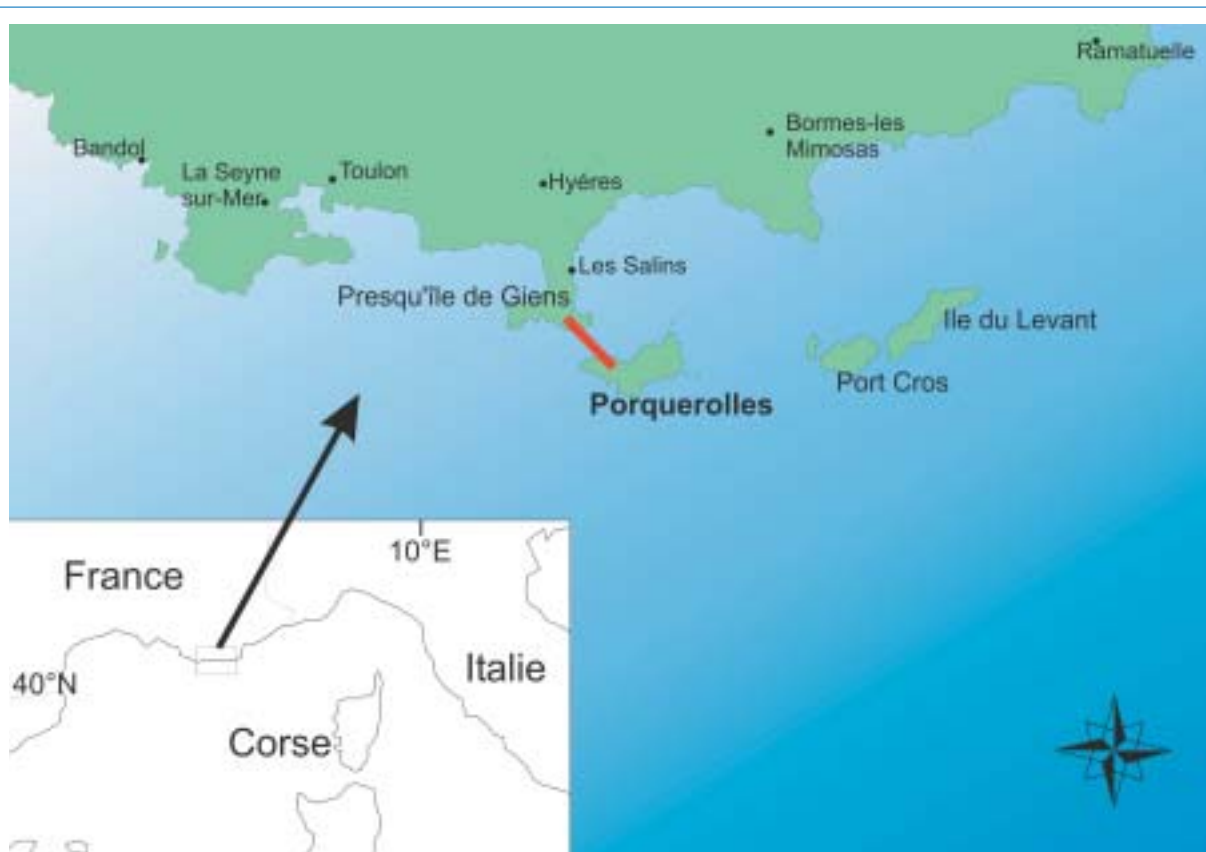 Ramatuelle
Bormes-les
Mimosas
Bandol
La Seyne
sur-Mer
Toulon
Hyéres
Les Salins
Presqu'île de Giens
Ile du Levant
Port Cros
Porquerolles
10°E
France
40°N
Italie
Corse